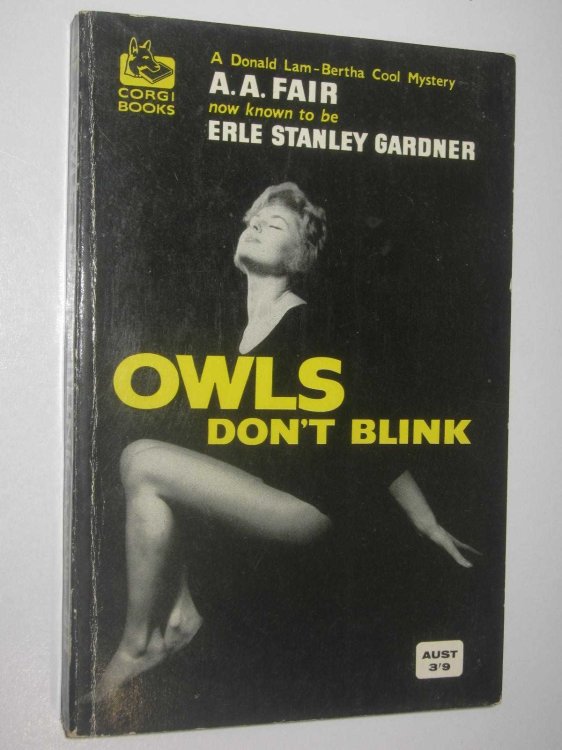 CORGI
BOOKS
A Donald Lam-Bertha Cool Mystery
A.A. FAIR
now known to be
ERLE STANLEY GARDNER
OWLS
DON'T BLINK
AUST
3'9